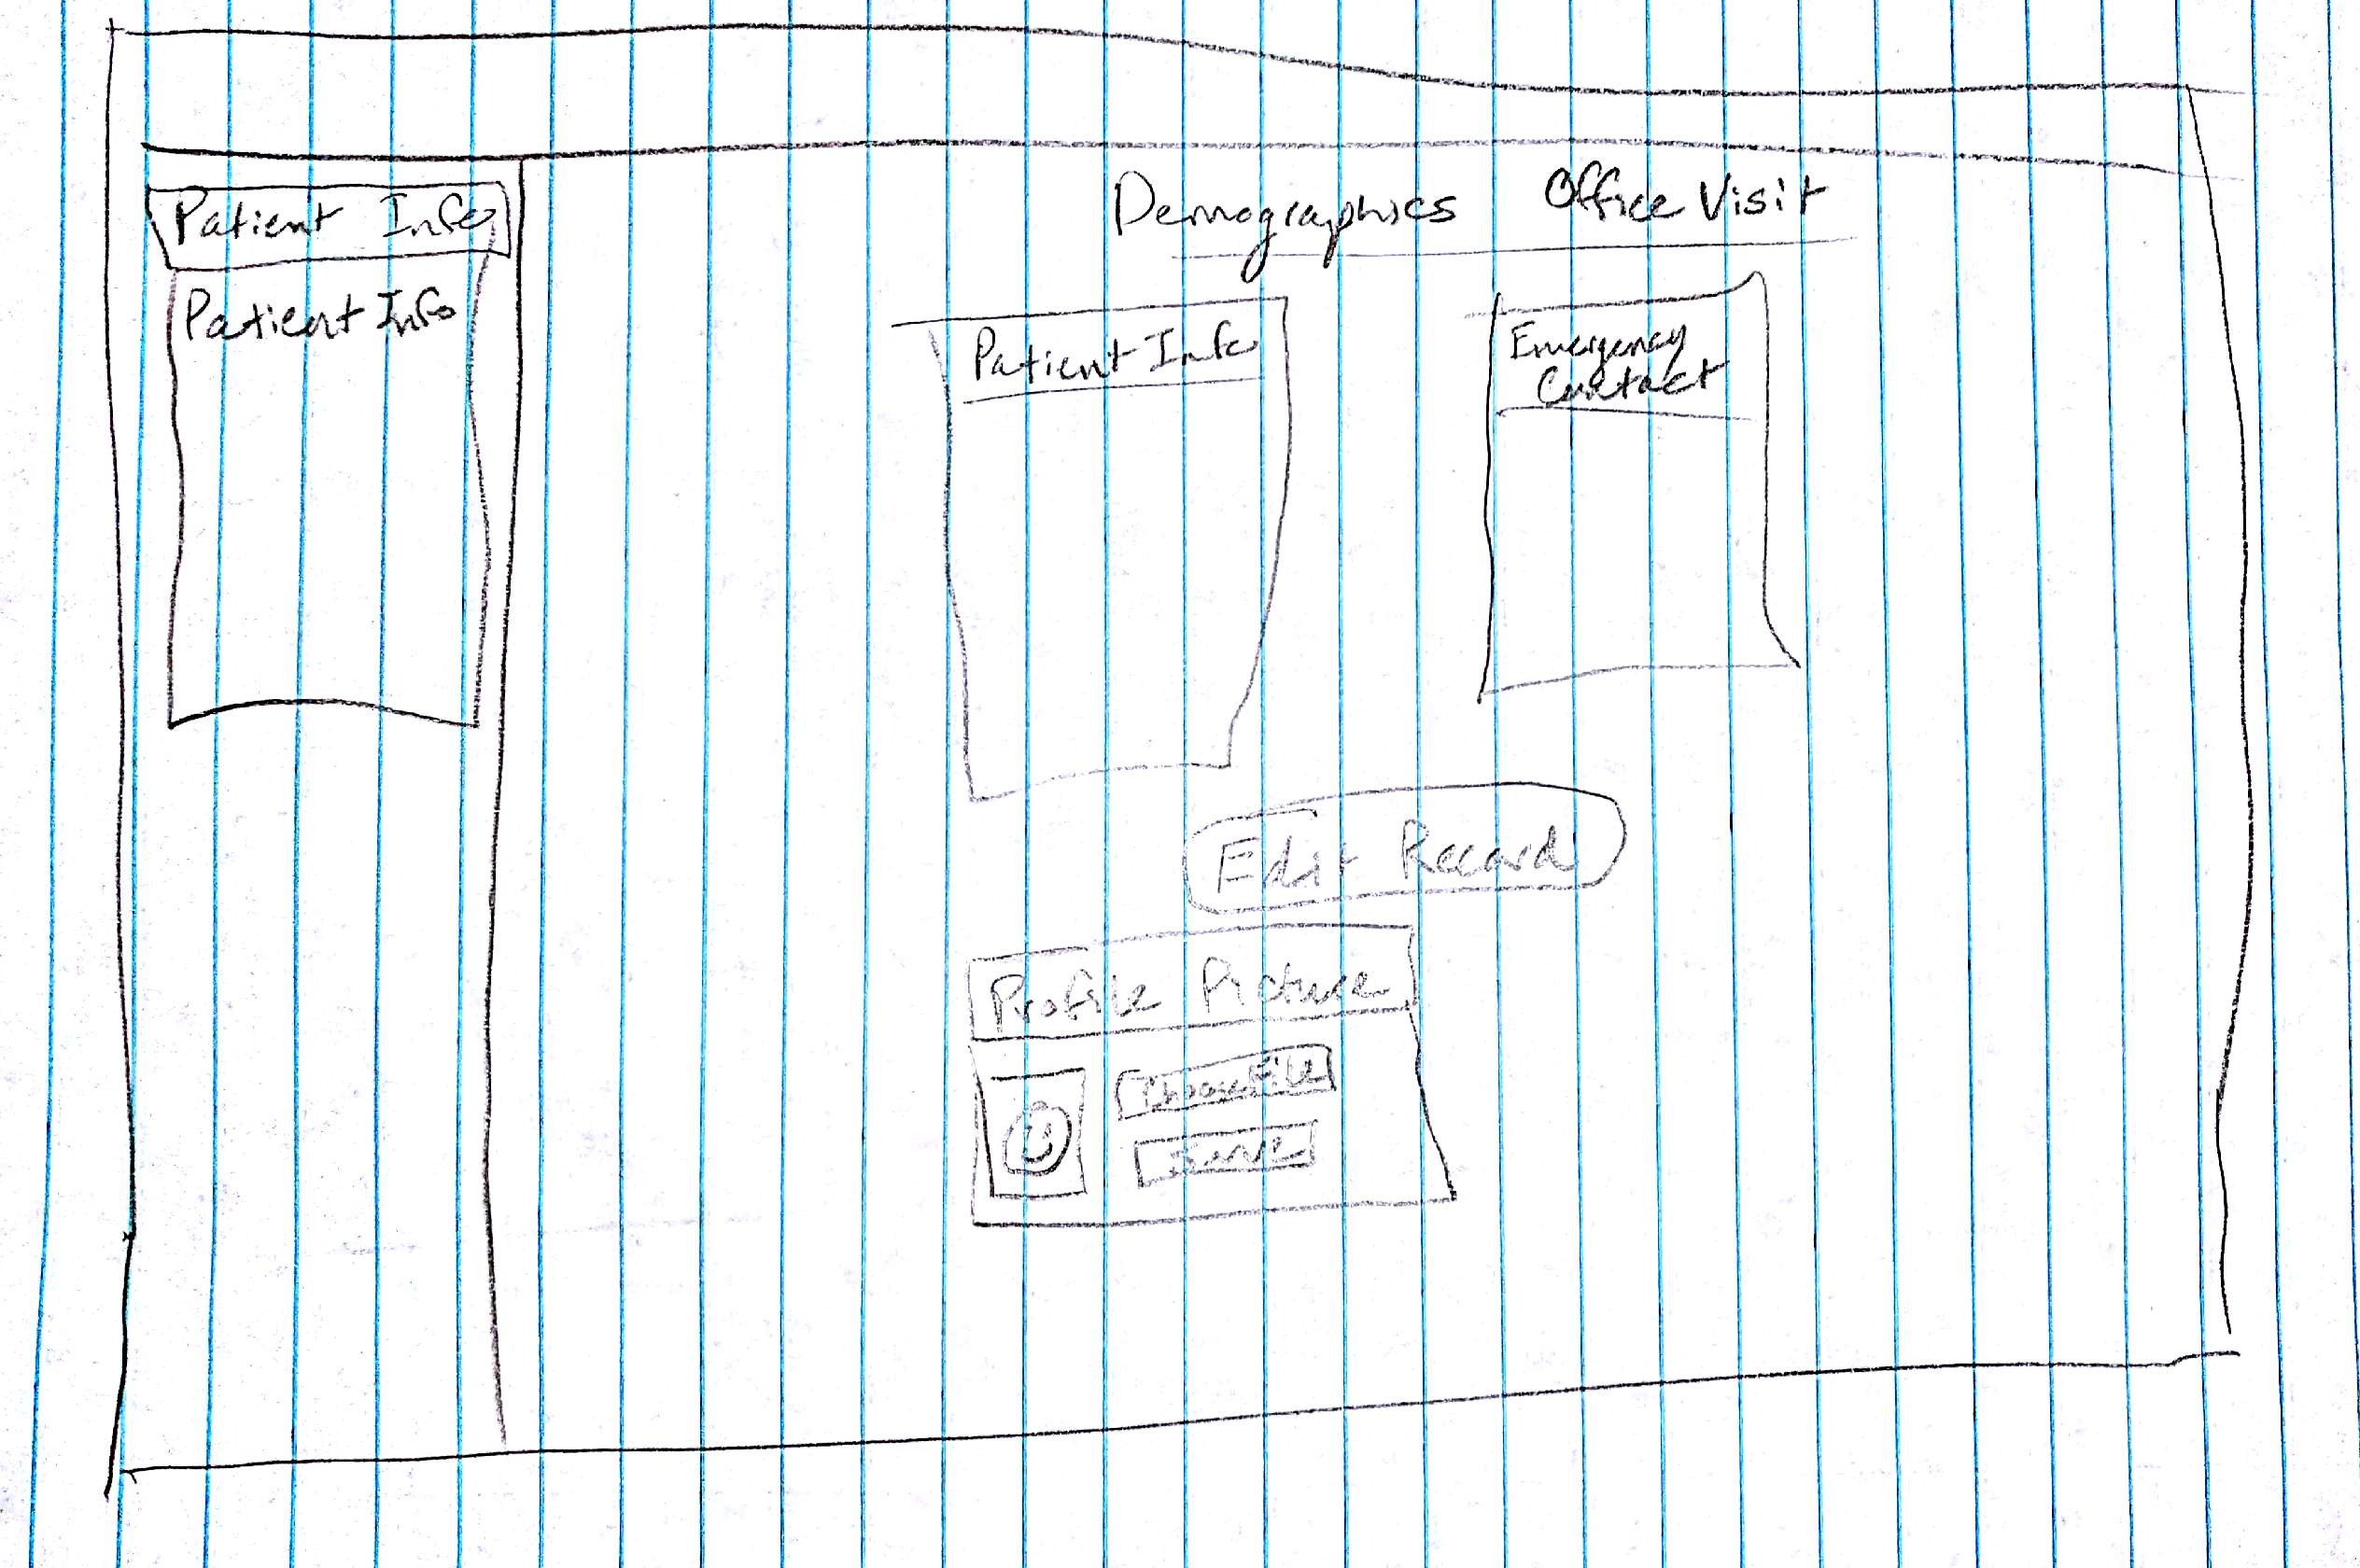 Patient Info
Patient Info
Demographics Office Visit
Patient Info
Emergency
Contact
Edit Record
Profile Picture
Choose File
Save